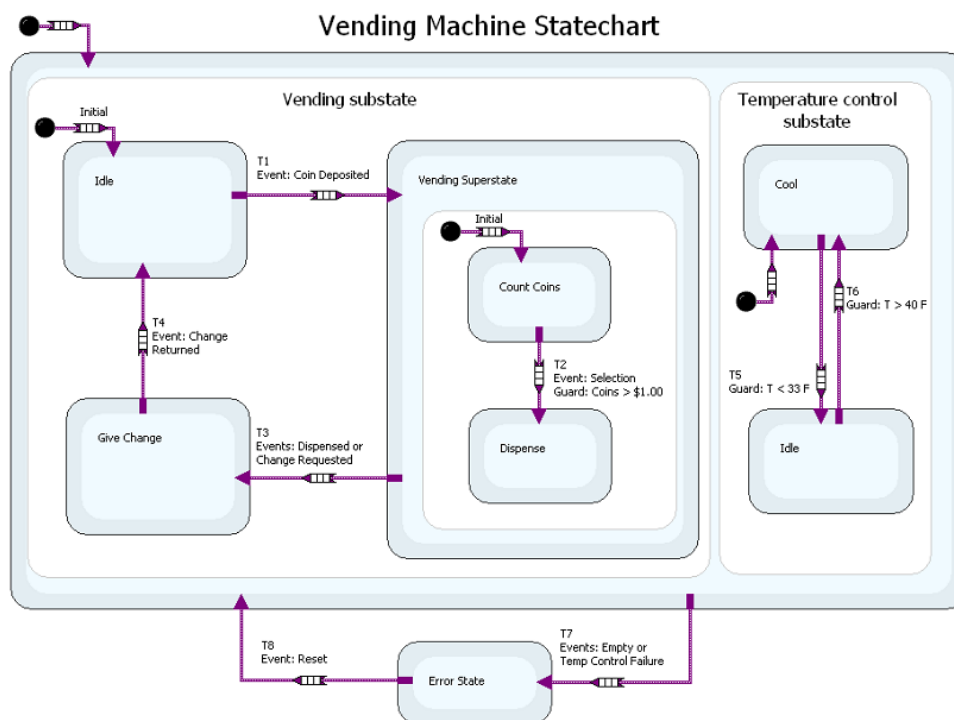 Vending Machine Statechart
Vending substate
Temperature control
substate
Initial
Idle
T1
Event: Coin Deposited
Vending Superstate
Initial
Count Coins
T2
Event: Selection
Guard: Coins > $1.00
Dispense
T3
Events: Dispensed or
Change Requested
Give Change
T4
Event: Change
Returned
Cool
T6
Guard: T > 40 F
T5
Guard: T < 33 F
Idle
T8
Event: Reset
T7
Events: Empty or
Temp Control Failure
Error State